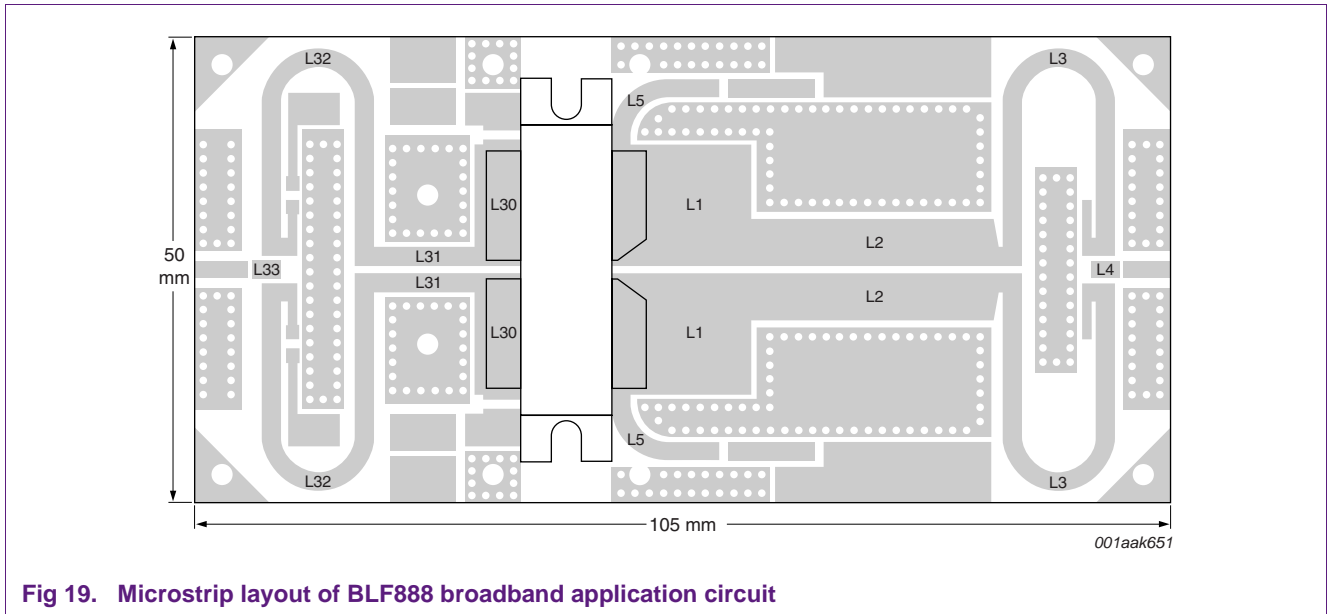 L32
L3
L5
L30
L1
L2
L31
50
mm
L33
L4
L31
L30
L1
L2
L5
L32
L3
105 mm
001aak651
Fig 19. Microstrip layout of BLF888 broadband application circuit